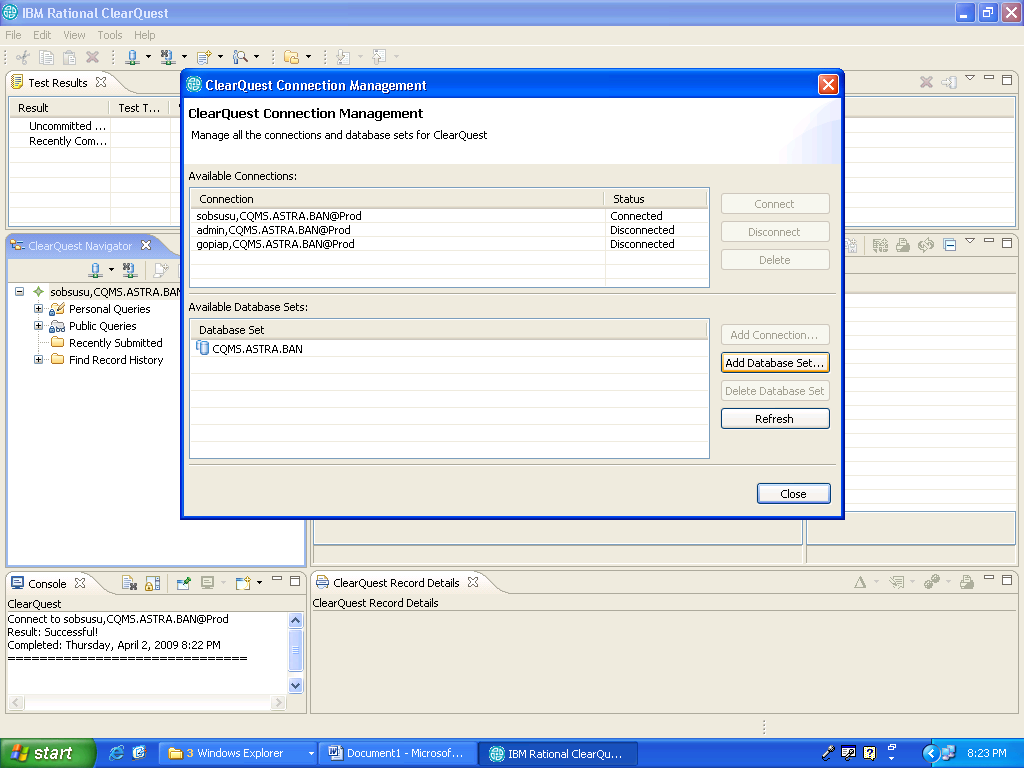 IBM Rational ClearQuest
File Edit View Tools Help
Test Results
Result Test T...
Uncommitted ...
Recently Com...
ClearQuest Connection Management
ClearQuest Connection Management
Manage all the connections and database sets for ClearQuest
Available Connections:
Connection Status
sobsusu,CQMS.ASTRA.BAN@Prod Connected
admin,CQMS.ASTRA.BAN@Prod Disconnected
gopiap,CQMS.ASTRA.BAN@Prod Disconnected
Connect
Disconnect
Delete
Available Database Sets:
Database Set
CQMS.ASTRA.BAN
Add Connection...
Add Database Set...
Delete Database Set
Refresh
Close
ClearQuest Navigator
sobsusu,CQMS.ASTRA.BAN
Personal Queries
Public Queries
Recently Submitted
Find Record History
Console
ClearQuest
Connect to sobsusu,CQMS.ASTRA.BAN@Prod
Result: Successful!
Completed: Thursday, April 2, 2009 8:22 PM
==============================
ClearQuest Record Details
ClearQuest Record Details
start 3 Windows Explorer Document1 - Microsof... IBM Rational ClearQu... 8:23 PM